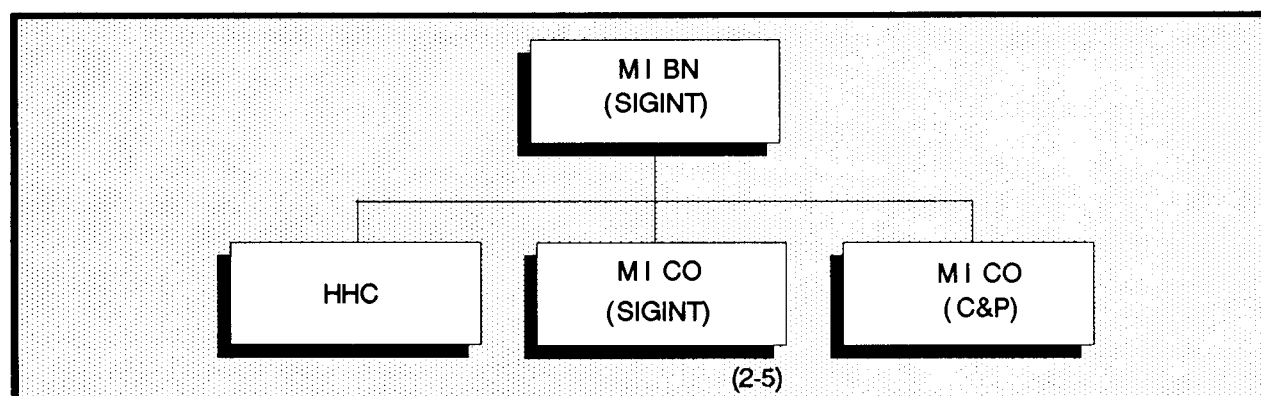 MI BN
(SIGINT)
HHC
MI CO
(SIGINT)
MI CO
(C&P)
(2-5)